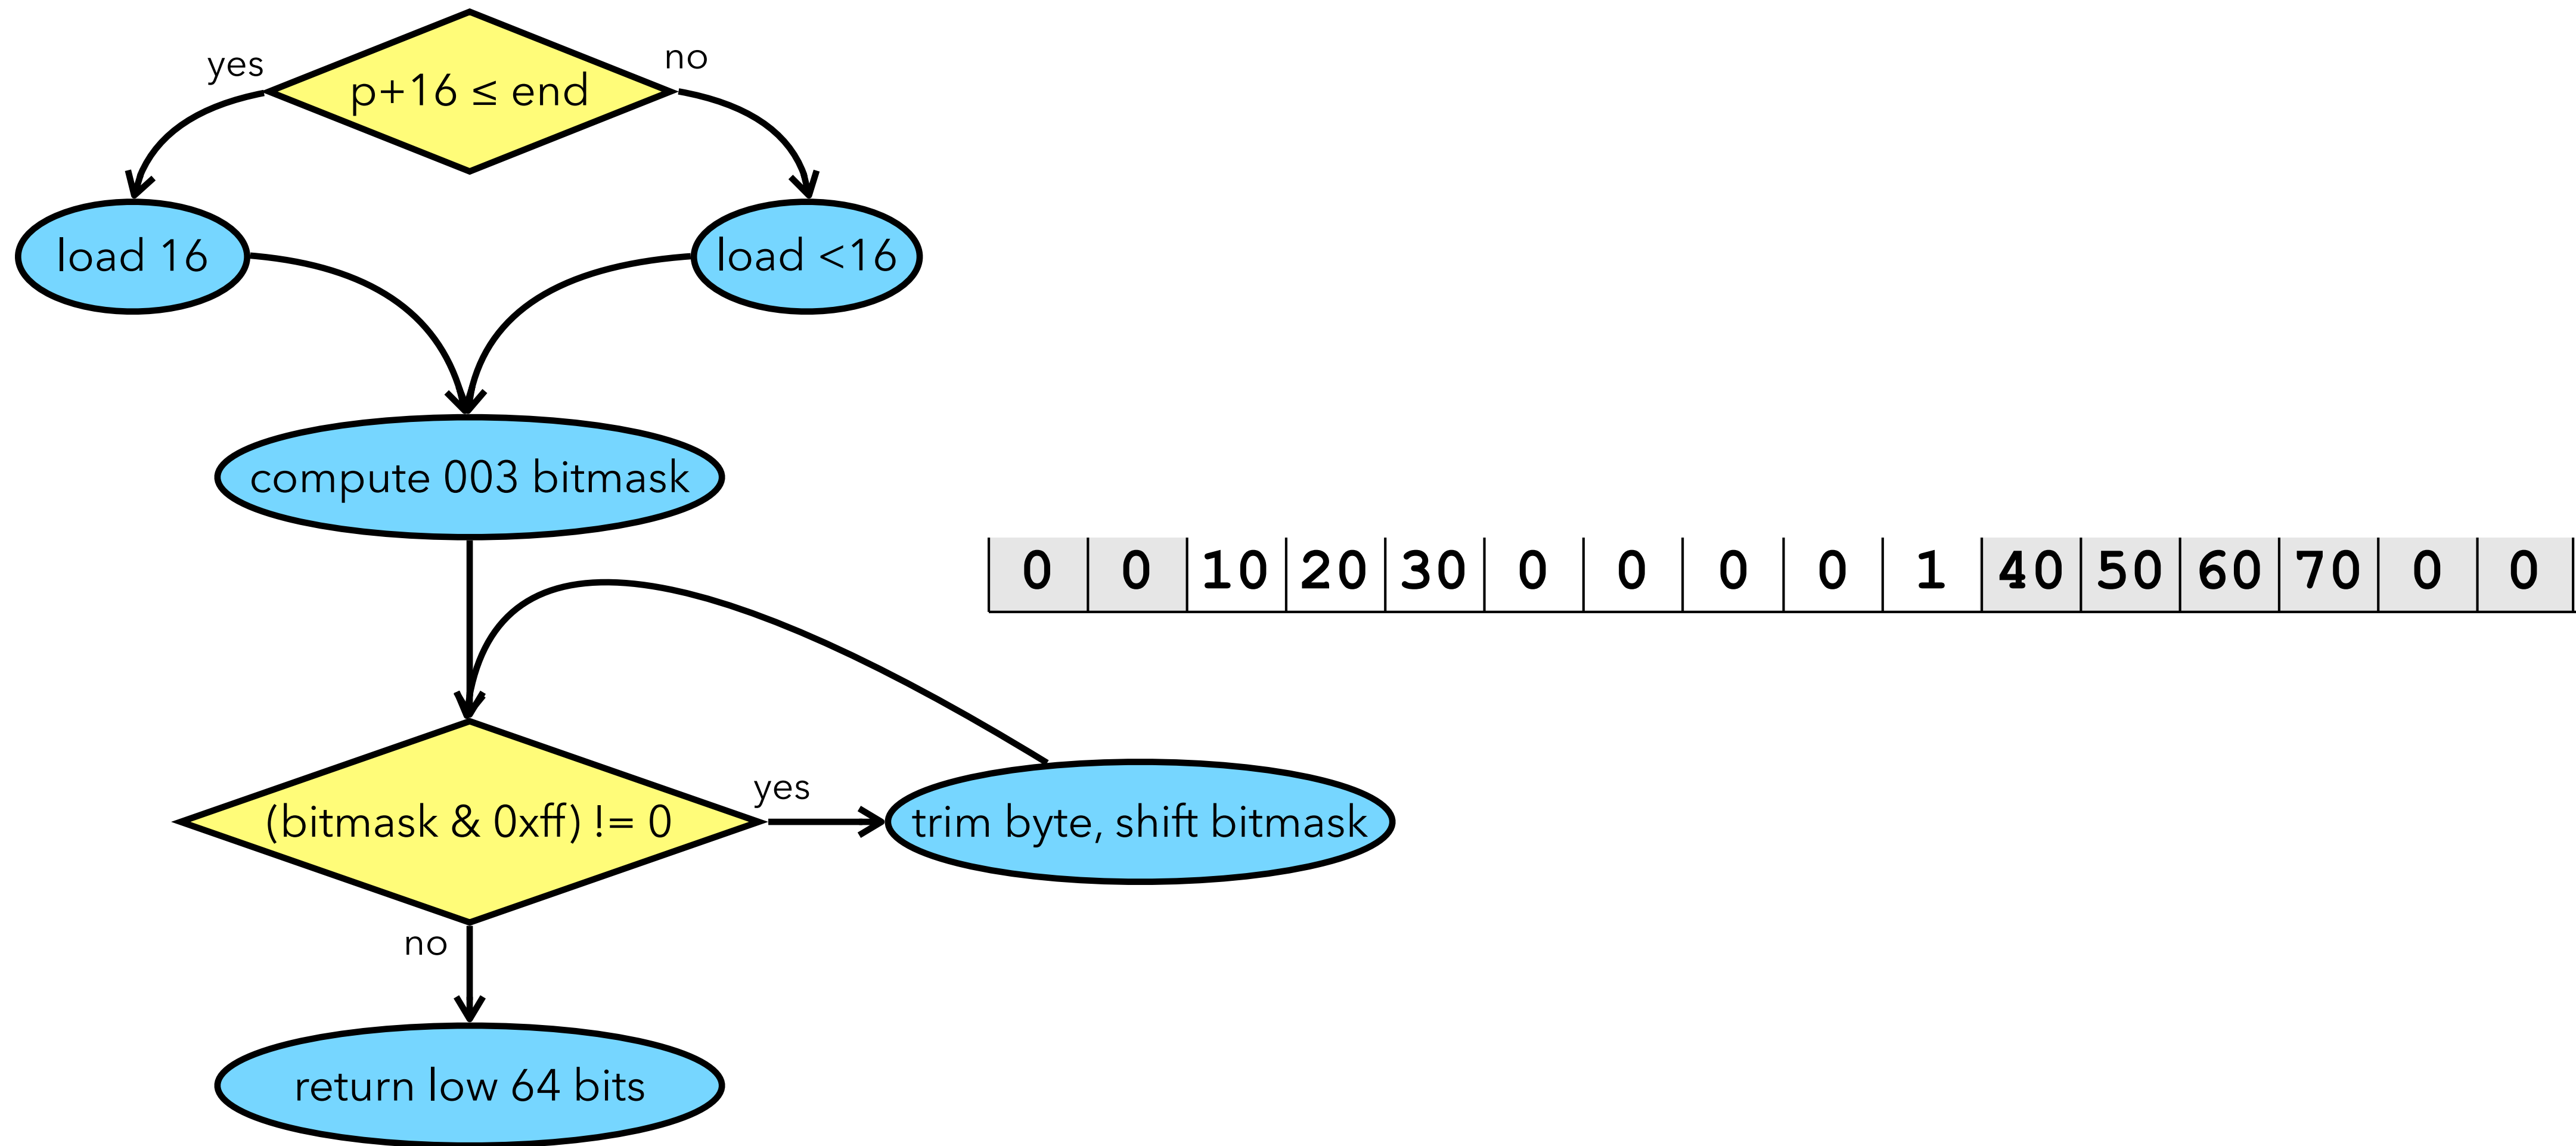 yes
no
p+16 ≤ end
load 16
load <16
compute 003 bitmask
0 0 10 20 30 0 0 0 0 1 40 50 60 70 0 0
(bitmask & 0xff) != 0
yes
trim byte, shift bitmask
no
return low 64 bits